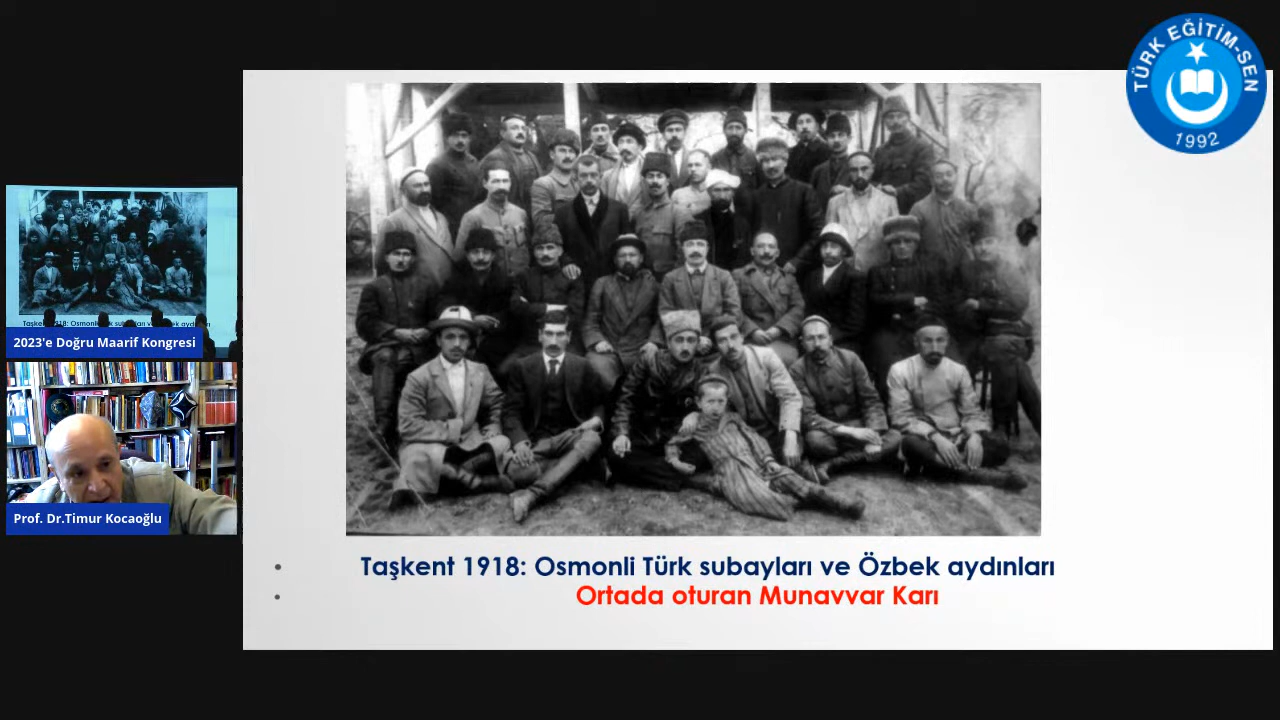 TÜRK EĞİTİM-SEN
1992
2023'e Doğru Maarif Kongresi
Prof. Dr.Timur Kocaoğlu
Taşkent 1918: Osmonli Türk subayları ve Özbek aydınları
Ortada oturan Munavvar Karı